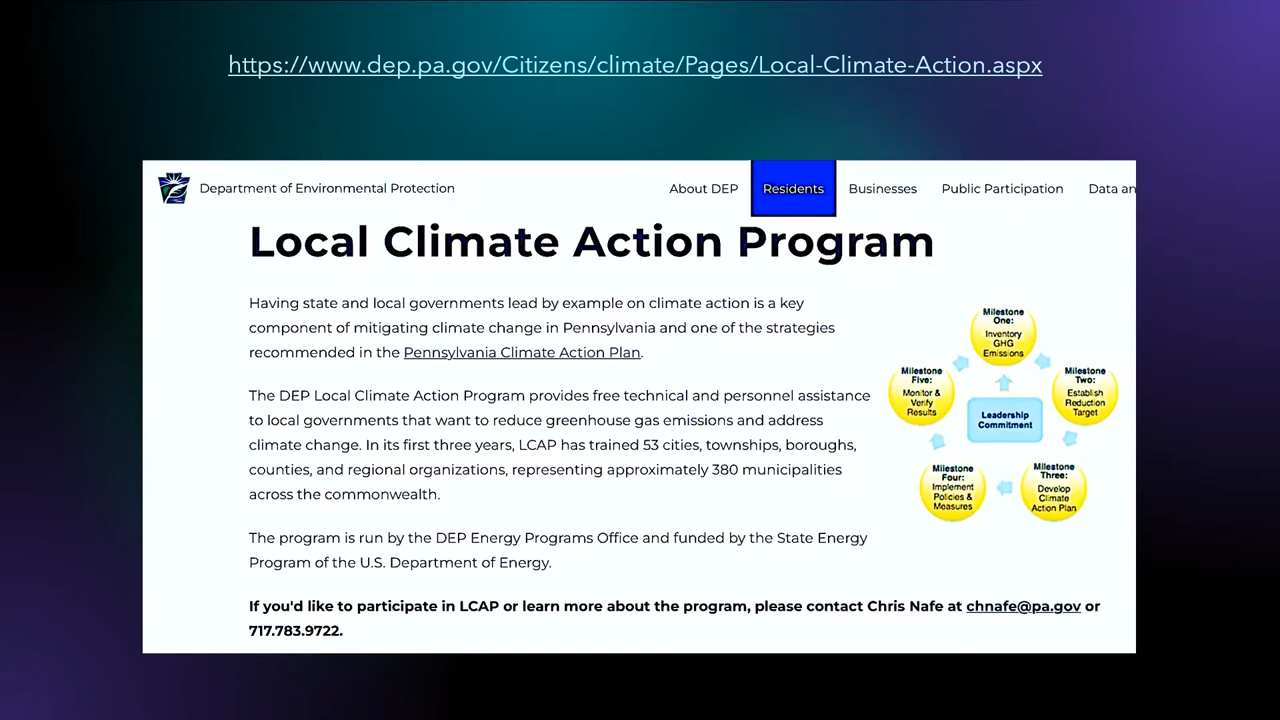 https://www.dep.pa.gov/Citizens/climate/Pages/Local-Climate-Action.aspx
Department of Environmental Protection
About DEP
Residents
Businesses
Public Participation
Data an
Local Climate Action Program
Having state and local governments lead by example on climate action is a key
component of mitigating climate change in Pennsylvania and one of the strategies
recommended in the Pennsylvania Climate Action Plan.
The DEP Local Climate Action Program provides free technical and personnel assistance
to local governments that want to reduce greenhouse gas emissions and address
climate change. In its first three years, LCAP has trained 53 cities, townships, boroughs,
counties, and regional organizations, representing approximately 380 municipalities
across the commonwealth.
The program is run by the DEP Energy Programs Office and funded by the State Energy
Program of the U.S. Department of Energy.
If you'd like to participate in LCAP or learn more about the program, please contact Chris Nafe at chnafe@pa.gov or
717.783.9722.
Milestone
One:
Inventory
GHG
Emissions
Milestone
Two:
Establish
Reduction
Target
Milestone
Three:
Develop
Climate
Action Plan
Milestone
Four:
Implement
Policies &
Measures
Milestone
Five:
Monitor &
Verify
Results
Leadership
Commitment